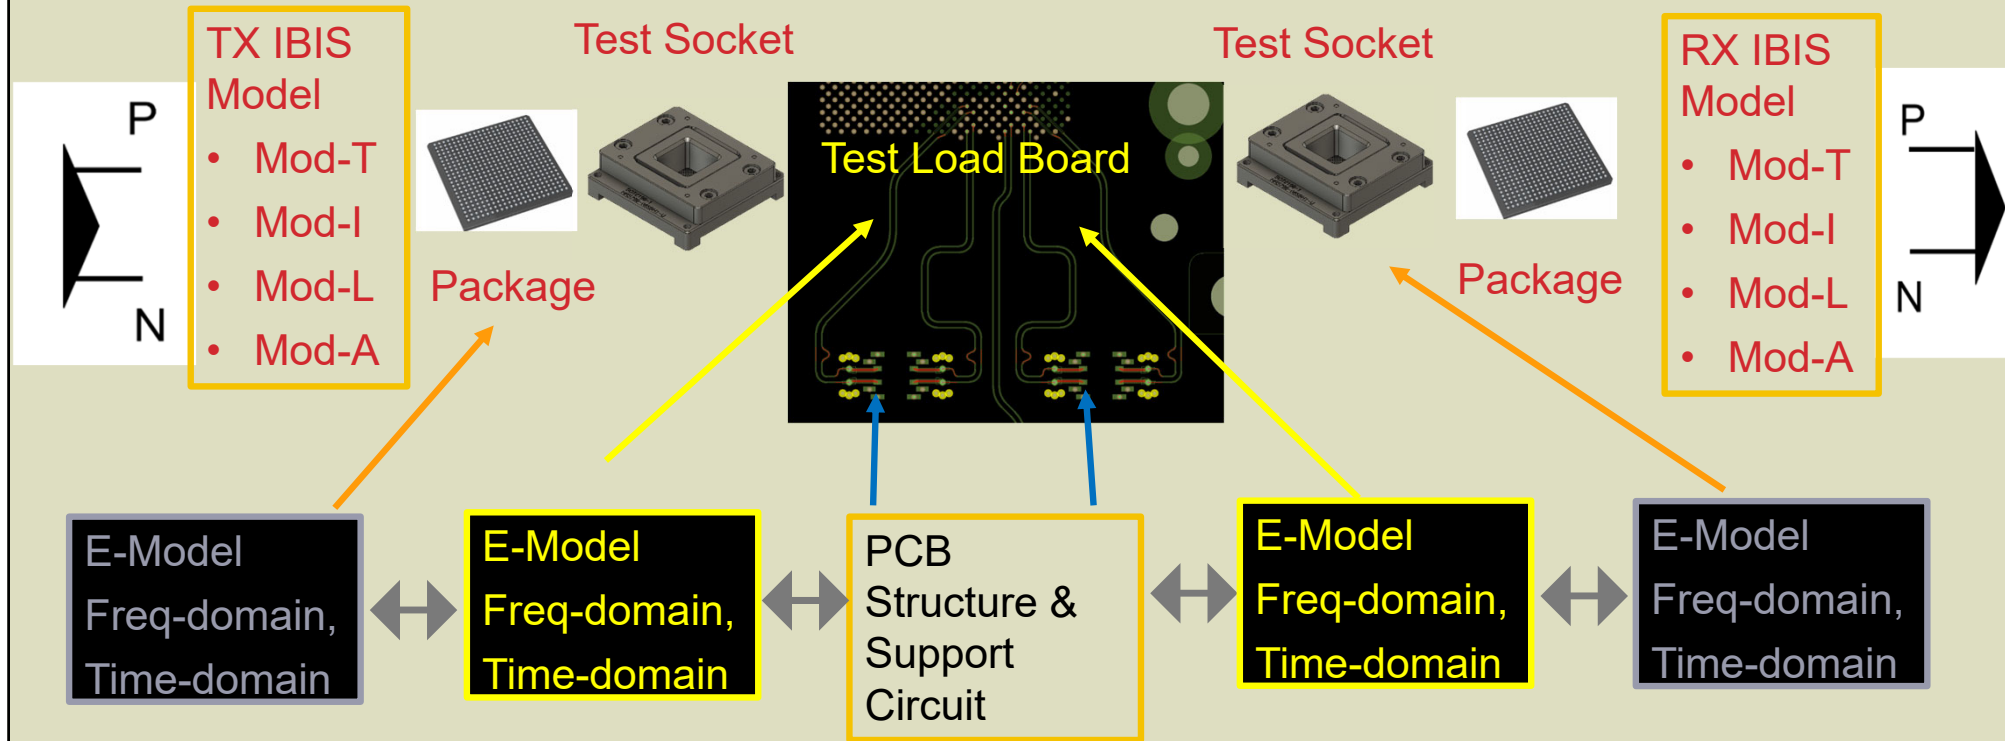 TX IBIS
Model
• Mod-T
• Mod-I
• Mod-L
• Mod-A
P
N
Test Socket
Package
Test Load Board
Test Socket
Package
RX IBIS
Model
• Mod-T
• Mod-I
• Mod-L
• Mod-A
P
N
E-Model
Freq-domain,
Time-domain
E-Model
Freq-domain,
Time-domain
PCB
Structure &
Support
Circuit
E-Model
Freq-domain,
Time-domain
E-Model
Freq-domain,
Time-domain